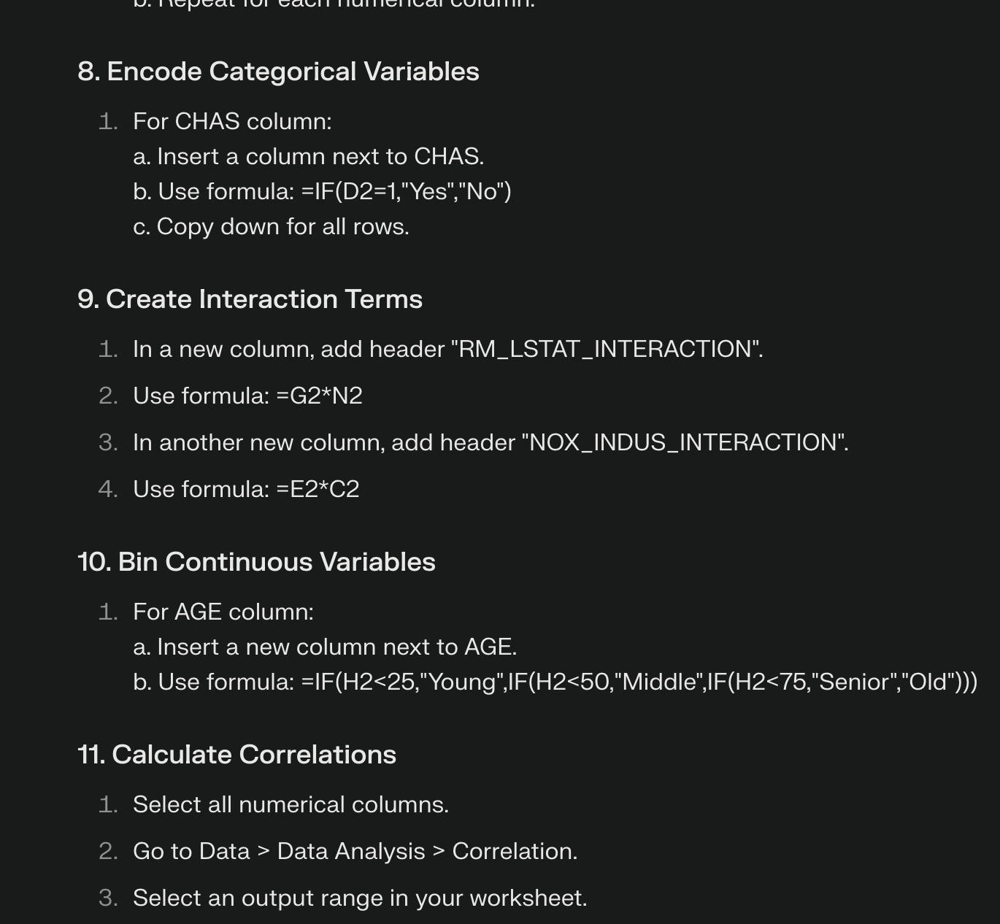 b. Repeat for each numerical column.
8. Encode Categorical Variables
1. For CHAS column:
a. Insert a column next to CHAS.
b. Use formula: =IF(D2=1,"Yes","No")
c. Copy down for all rows.
9. Create Interaction Terms
1. In a new column, add header "RM_LSTAT_INTERACTION".
2. Use formula: =G2*N2
3. In another new column, add header "NOX_INDUS_INTERACTION".
4. Use formula: =E2*C2
10. Bin Continuous Variables
1. For AGE column:
a. Insert a new column next to AGE.
b. Use formula: =IF(H2<25,"Young",IF(H2<50,"Middle",IF(H2<75,"Senior","Old")))
11. Calculate Correlations
1. Select all numerical columns.
2. Go to Data > Data Analysis > Correlation.
3. Select an output range in your worksheet.